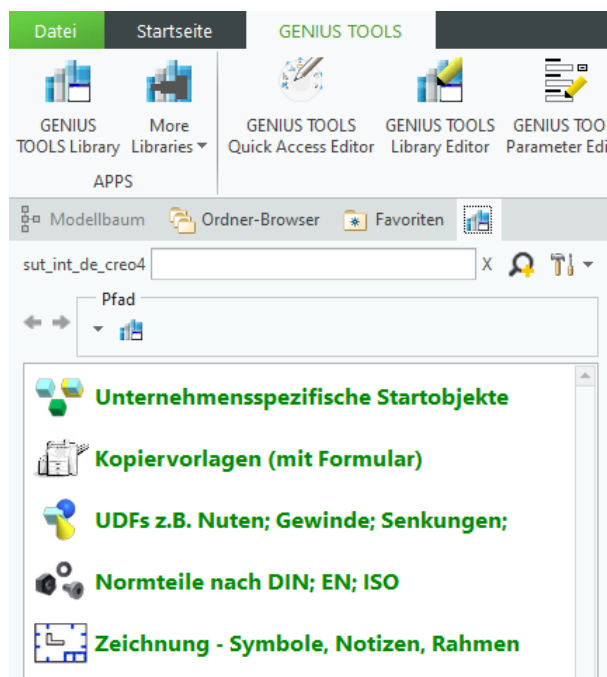 Datei Startseite GENIUS TOOLS
GENIUS More GENIUS TOOLS GENIUS TOOLS GENIUS TOO
TOOLS Library Libraries Quick Access Editor Library Editor Parameter Edi
APPS
Modellbaum Ordner-Browser Favoriten
sut_int_de_creo4 X
Pfad
Unternehmensspezifische Startobjekte
Kopiervorlagen (mit Formular)
UDFs z.B. Nuten; Gewinde; Senkungen;
Normteile nach DIN; EN; ISO
Zeichnung - Symbole, Notizen, Rahmen